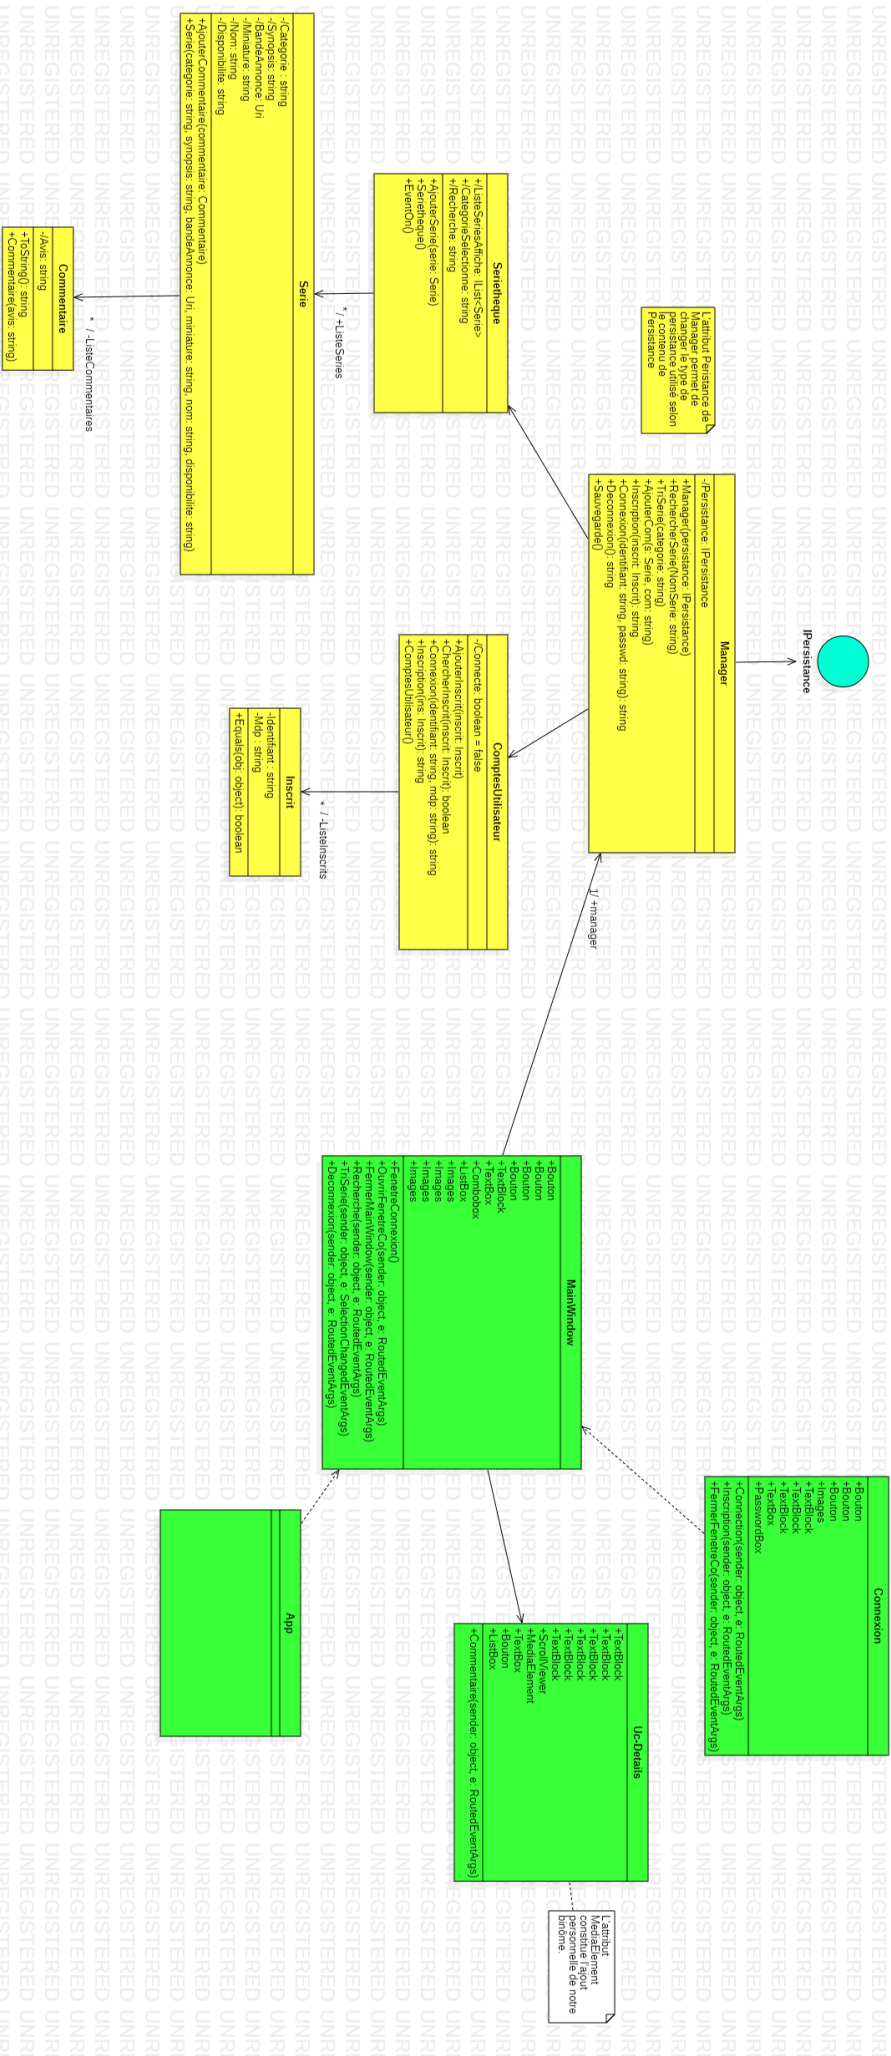 IPersistance
L'attribut Peristance de
Manager permet de
changer le type de
persistance utilisé selon
le contenu de
Persistance
Manager
-/Persistance: IPersistance
+Manager(persistance: IPersistance)
+RechercherSerie(NomSerie: string)
+TriSerie(categorie: string)
+AjouterCom(s: Serie, com: string)
+Inscription(inscrit: Inscrit): string
+Connexion(identifiant: string, passwd: string): string
+Deconnexion(): string
+Sauvegarde()
1/ +manager
Serietheque
+/ListeSeriesAffiche: IList<Serie>
+/CategorieSelectionne: string
+/Recherche: string
+AjouterSerie(serie: Serie)
+Serietheque()
+EventOn()
* / +ListeSeries
ComptesUtilisateur
-/Connecte: boolean = false
+AjouterInscrit(inscrit: Inscrit)
+ChercherInscrit(inscrit: Inscrit): boolean
+Connexion(identifiant: string, mdp: string): string
+Inscription(ins: Inscrit): string
+ComptesUtilisateur()
* / -ListeInscrits
Serie
-/Categorie : string
-/Synopsis: string
-/BandeAnnonce: Uri
-/Miniature: string
-/Nom: string
-/Disponibilite: string
+AjouterCommentaire(commentaire: Commentaire)
+Serie(categorie: string, synopsis: string, bandeAnnonce: Uri, miniature: string, nom: string, disponibilite: string)
Inscrit
-Identifiant : string
-Mdp : string
+Equals(obj: object): boolean
* / -ListeCommentaires
Commentaire
-/Avis: string
+ToString(): string
+Commentaire(avis: string)
Connexion
+Bouton
+Bouton
+Bouton
+Images
+TextBlock
+TextBlock
+TextBlock
+TextBox
+PasswordBox
+Connection(sender: object, e: RoutedEventArgs)
+Inscription(sender: object, e: RoutedEventArgs)
+FermerFenetreCo(sender: object, e: RoutedEventArgs)
MainWindow
+Bouton
+Bouton
+Bouton
+Bouton
+TextBlock
+TextBox
+Combobox
+ListBox
+Images
+Images
+Images
+Images
+FenetreConnexion()
+OuvrirFenetreCo(sender: object, e: RoutedEventArgs)
+FermerMainWindow(sender: object, e: RoutedEventArgs)
+Recherche(sender: object, e: RoutedEventArgs)
+TriSerie(sender: object, e: SelectionChangedEventArgs)
+Deconnexion(sender: object, e: RoutedEventArgs)
Uc-Details
+TextBlock
+TextBlock
+TextBlock
+TextBlock
+TextBlock
+TextBlock
+ScrollViewer
+MediaElement
+TextBox
+Bouton
+ListBox
+Commentaire(sender: object, e: RoutedEventArgs)
L'attribut
MediaElement
constitue l'ajout
personnelle de notre
binôme.
App
UNREGISTERED